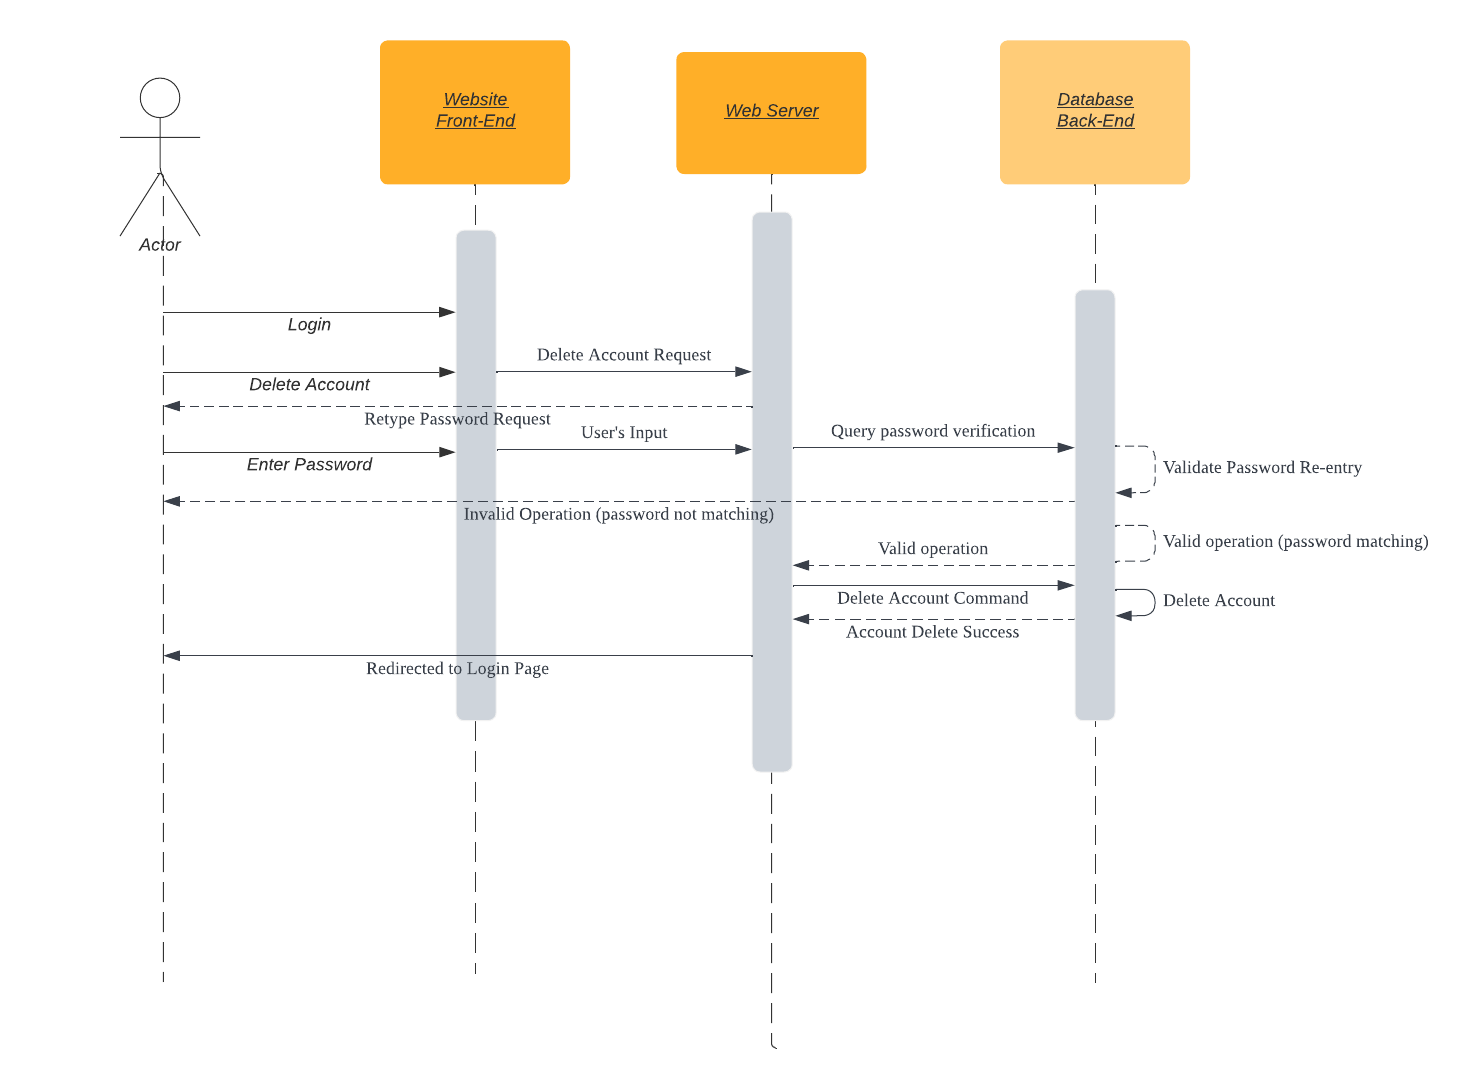 Website
Front-End
Web Server
Database
Back-End
Actor
Login
Delete Account Request
Delete Account
Retype Password Request
User's Input
Query password verification
Enter Password
Validate Password Re-entry
Invalid Operation (password not matching)
Valid operation (password matching)
Valid operation
Delete Account Command
Delete Account
Account Delete Success
Redirected to Login Page